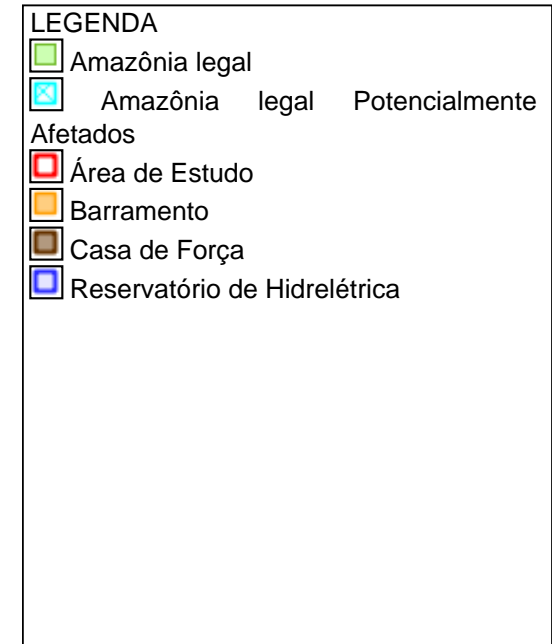 LEGENDA
Amazônia legal
Amazônia legal Potencialmente
Afetados
Área de Estudo
Barramento
Casa de Força
Reservatório de Hidrelétrica